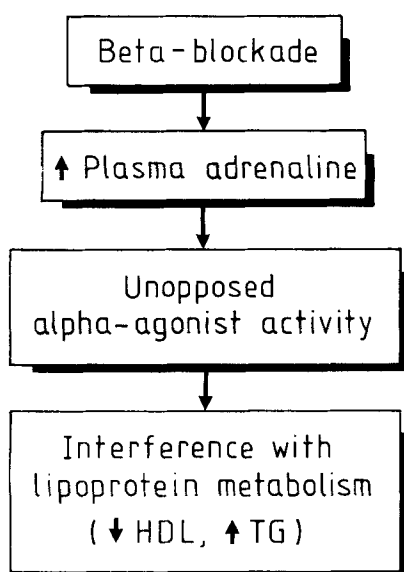 Beta-blockade
↑ Plasma adrenaline
Unopposed
alpha-agonist activity
Interference with
lipoprotein metabolism
(↓HDL, ↑TG)